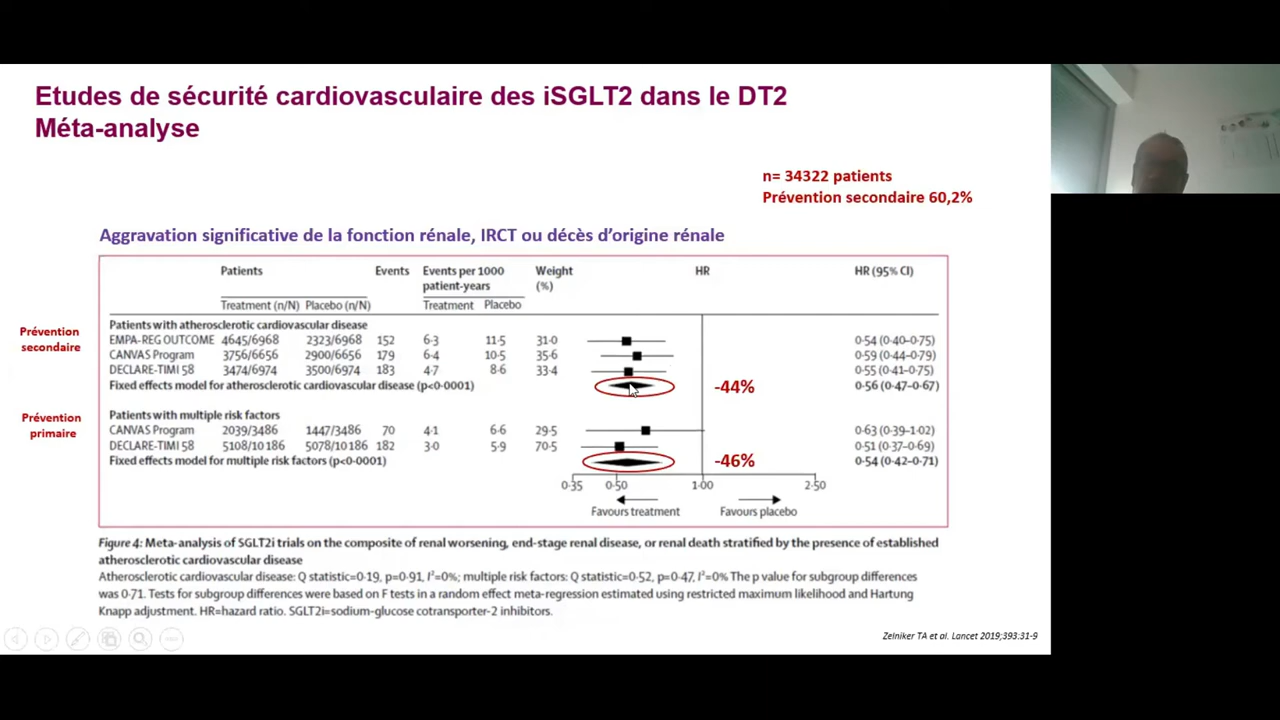 Etudes de sécurité cardiovasculaire des iSGLT2 dans le DT2
Méta-analyse
n= 34322 patients
Prévention secondaire 60,2%
Aggravation significative de la fonction rénale, IRCT ou décès d’origine rénale
Patients Events Events per 1000 patient-years Weight (%) HR HR (95% CI)
Treatment (n/N) Placebo (n/N) Treatment Placebo
Prévention secondaire
Patients with atherosclerotic cardiovascular disease
EMPA-REG OUTCOME 4645/6968 2323/6968 152 6·3 11·5 31·0 0·54 (0·40–0·75)
CANVAS Program 3756/6656 2900/6656 179 6·4 10·5 35·6 0·59 (0·44–0·79)
DECLARE-TIMI 58 3474/6974 3500/6974 183 4·7 8·6 33·4 0·55 (0·41–0·75)
Fixed effects model for atherosclerotic cardiovascular disease (p<0·0001) -44% 0·56 (0·47–0·67)
Prévention primaire
Patients with multiple risk factors
CANVAS Program 2039/3486 1447/3486 70 4·1 6·6 29·5 0·63 (0·39–1·02)
DECLARE-TIMI 58 5108/10 186 5078/10 186 182 3·0 5·9 70·5 0·51 (0·37–0·69)
Fixed effects model for multiple risk factors (p<0·0001) -46% 0·54 (0·42–0·71)
0·35 0·50 1·00 2·50
Favours treatment Favours placebo
Figure 4: Meta-analysis of SGLT2i trials on the composite of renal worsening, end-stage renal disease, or renal death stratified by the presence of established
atherosclerotic cardiovascular disease
Atherosclerotic cardiovascular disease: Q statistic=0·19, p=0·91, I²=0%; multiple risk factors: Q statistic=0·52, p=0·47, I²=0% The p value for subgroup differences
was 0·71. Tests for subgroup differences were based on F tests in a random effect meta-regression estimated using restricted maximum likelihood and Hartung
Knapp adjustment. HR=hazard ratio. SGLT2i=sodium-glucose cotransporter-2 inhibitors.
Zelniker TA et al. Lancet 2019;393:31-9